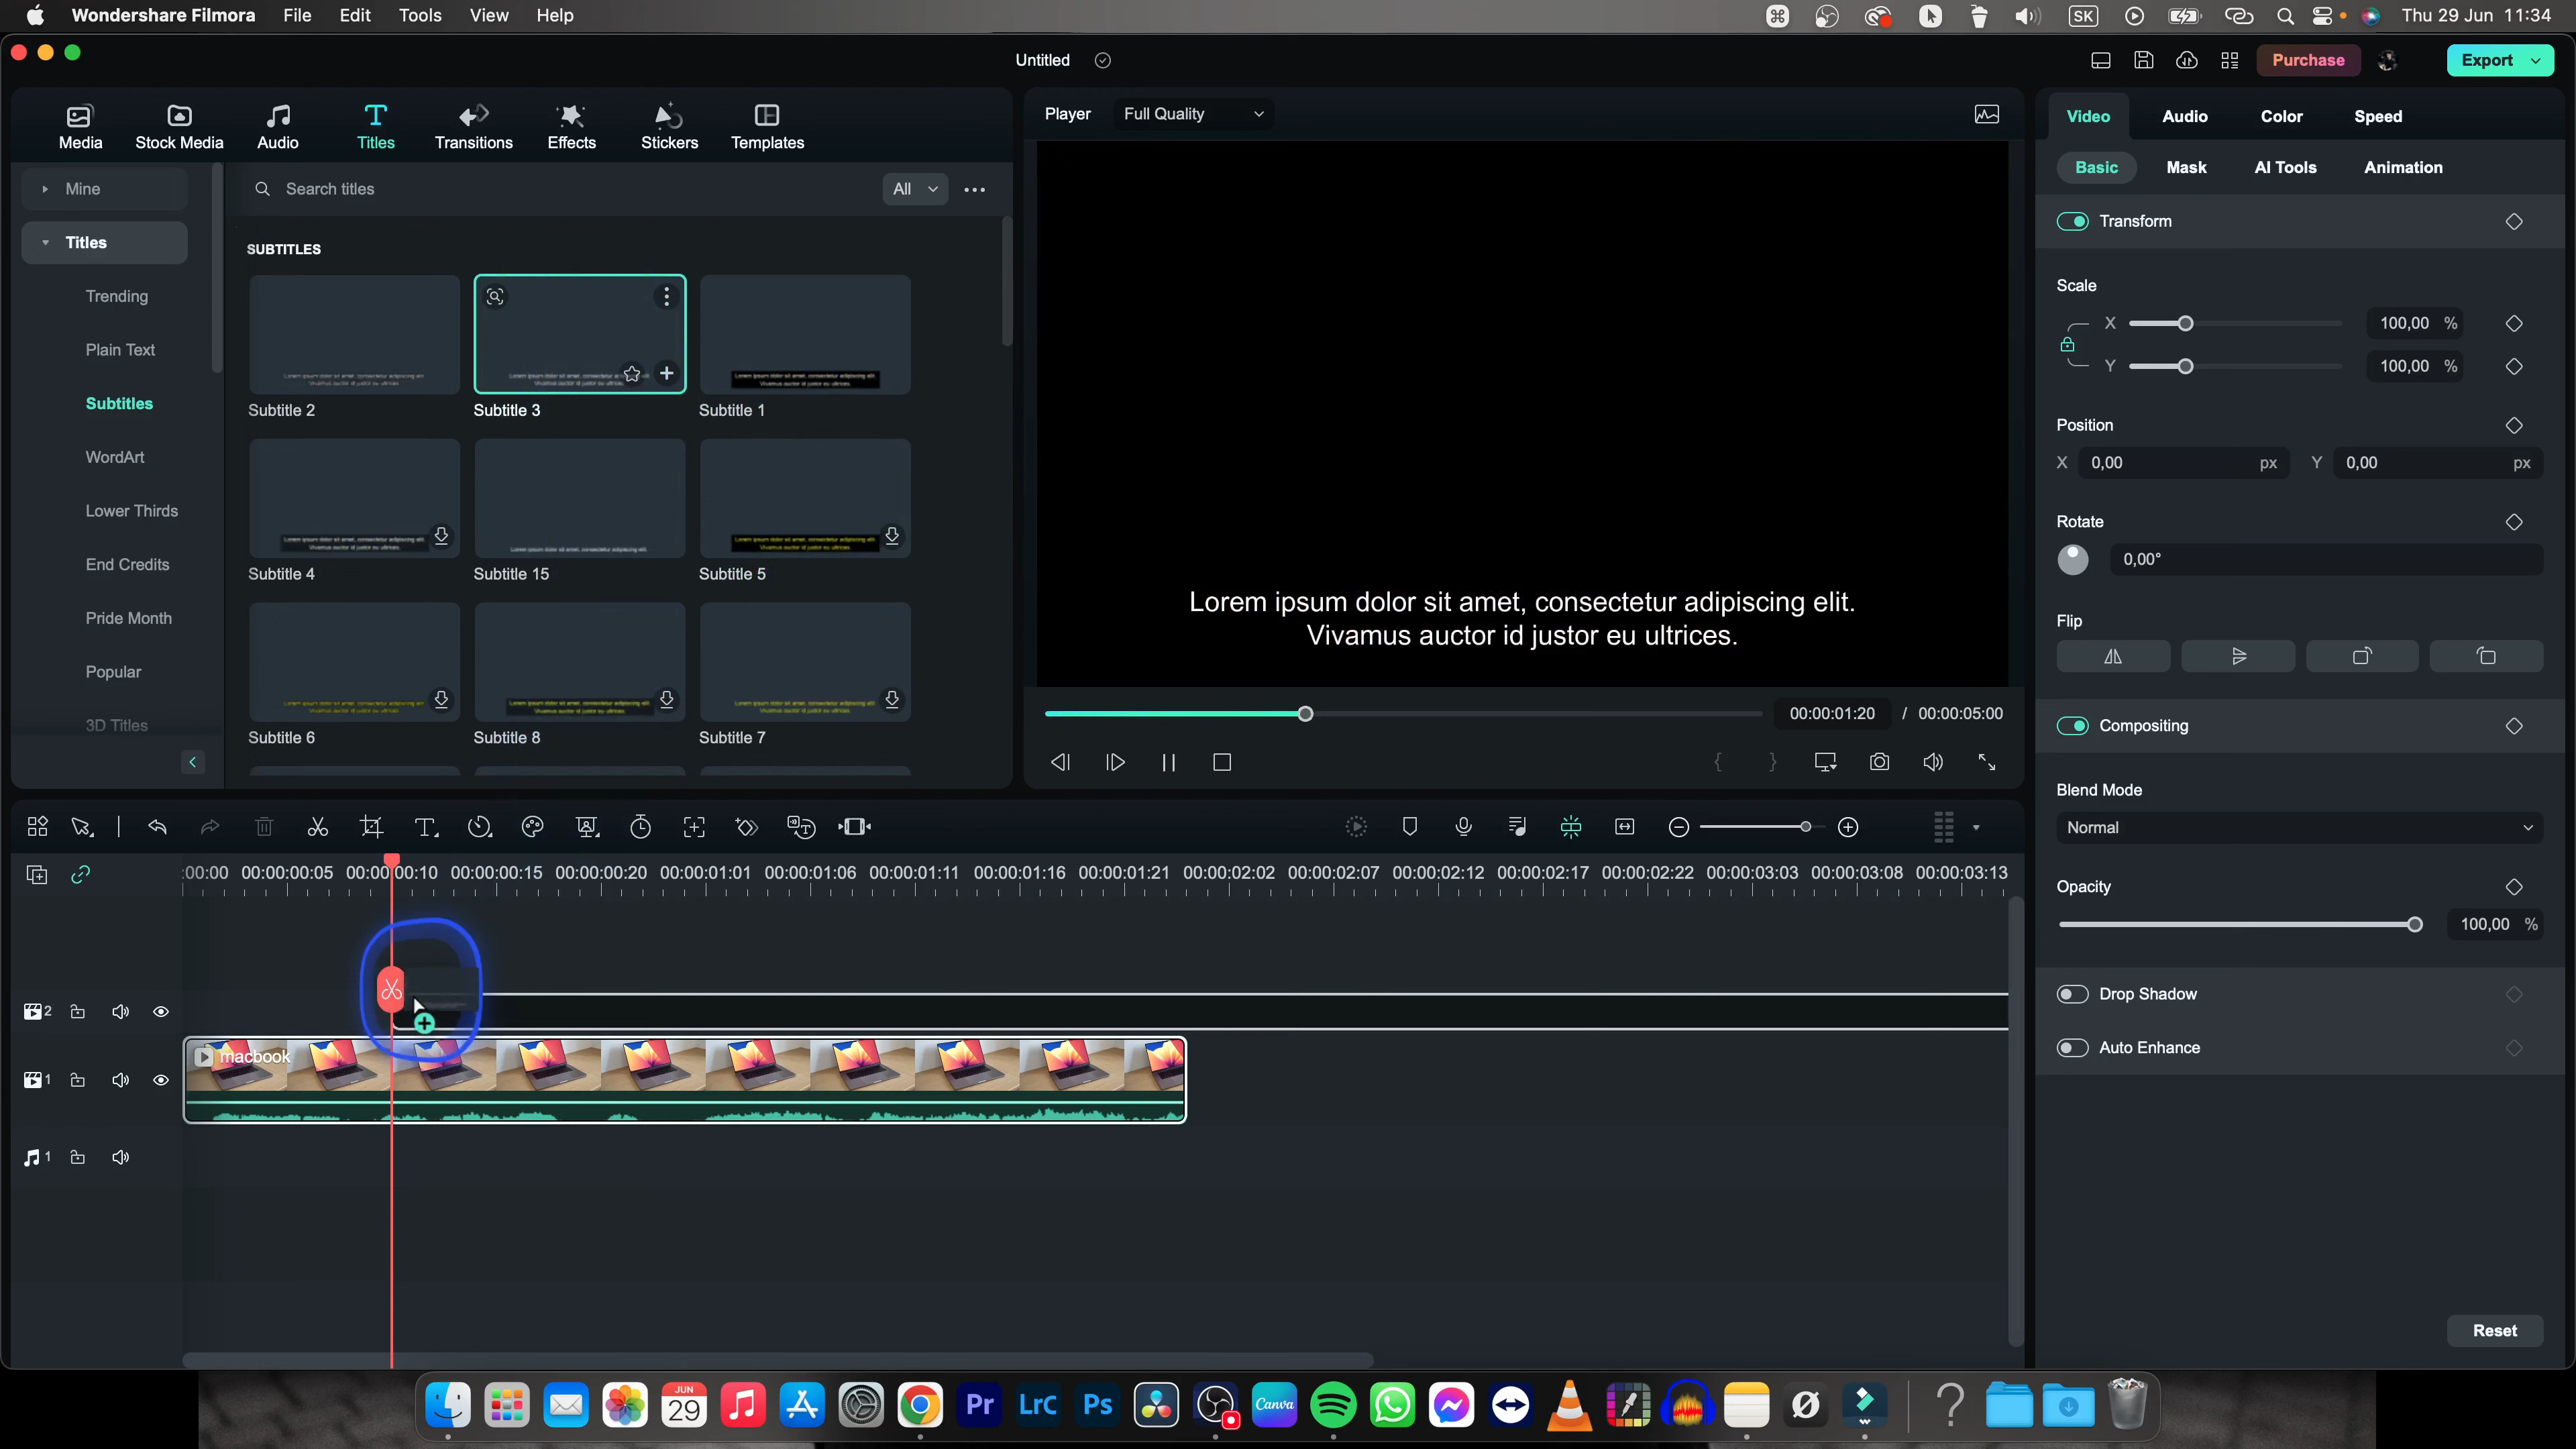 Wondershare Filmora File Edit Tools View Help
SK Thu 29 Jun 11:34
Untitled
Purchase Export
Media Stock Media Audio Titles Transitions Effects Stickers Templates
Player Full Quality
Video Audio Color Speed
Basic Mask AI Tools Animation
Mine
Titles
Trending
Plain Text
Subtitles
WordArt
Lower Thirds
End Credits
Pride Month
Popular
3D Titles
Search titles All
SUBTITLES
Subtitle 2 Subtitle 3 Subtitle 1
Subtitle 4 Subtitle 15 Subtitle 5
Subtitle 6 Subtitle 8 Subtitle 7
Lorem ipsum dolor sit amet, consectetur adipiscing elit.
Vivamus auctor id justor eu ultrices.
00:00:01:20 / 00:00:05:00
Transform
Scale
X 100,00 %
Y 100,00 %
Position
X 0,00 px Y 0,00 px
Rotate
0,00°
Flip
Compositing
Blend Mode
Normal
Opacity
100,00 %
Drop Shadow
Auto Enhance
Reset
:00:00 00:00:00:05 00:00:00:10 00:00:00:15 00:00:00:20 00:00:01:01 00:00:01:06 00:00:01:11 00:00:01:16 00:00:01:21 00:00:02:02 00:00:02:07 00:00:02:12 00:00:02:17 00:00:02:22 00:00:03:03 00:00:03:08 00:00:03:13
2
1 macbook
1
JUN
29
Pr LrC Ps Canva